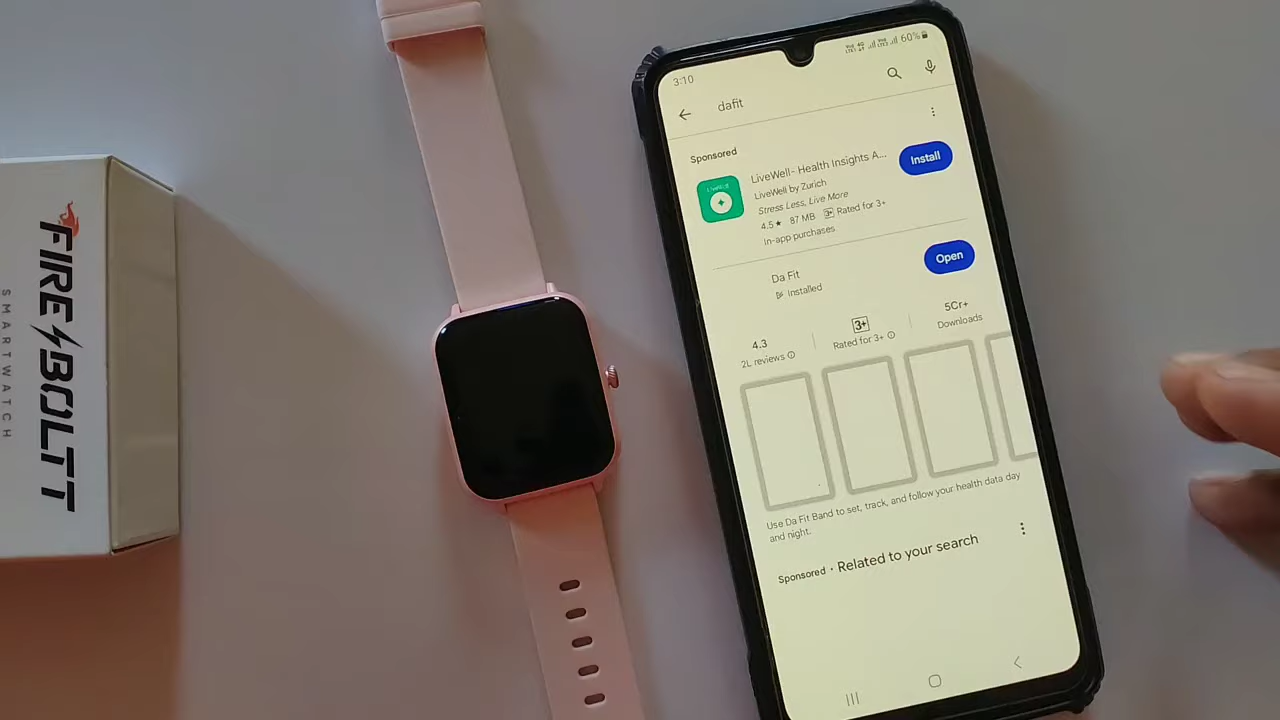 FIRE BOLTT
SMARTWATCH
3:10
60%
dafit
Sponsored
LiveWell- Health Insights A...
LiveWell by Zurich
Stress Less, Live More
4.5★ 87 MB 3+ Rated for 3+
In-app purchases
Install
Da Fit
Installed
Open
4.3
2L reviews
3+
Rated for 3+
5Cr+
Downloads
Use Da Fit Band to set, track, and follow your health data day
and night.
Sponsored · Related to your search